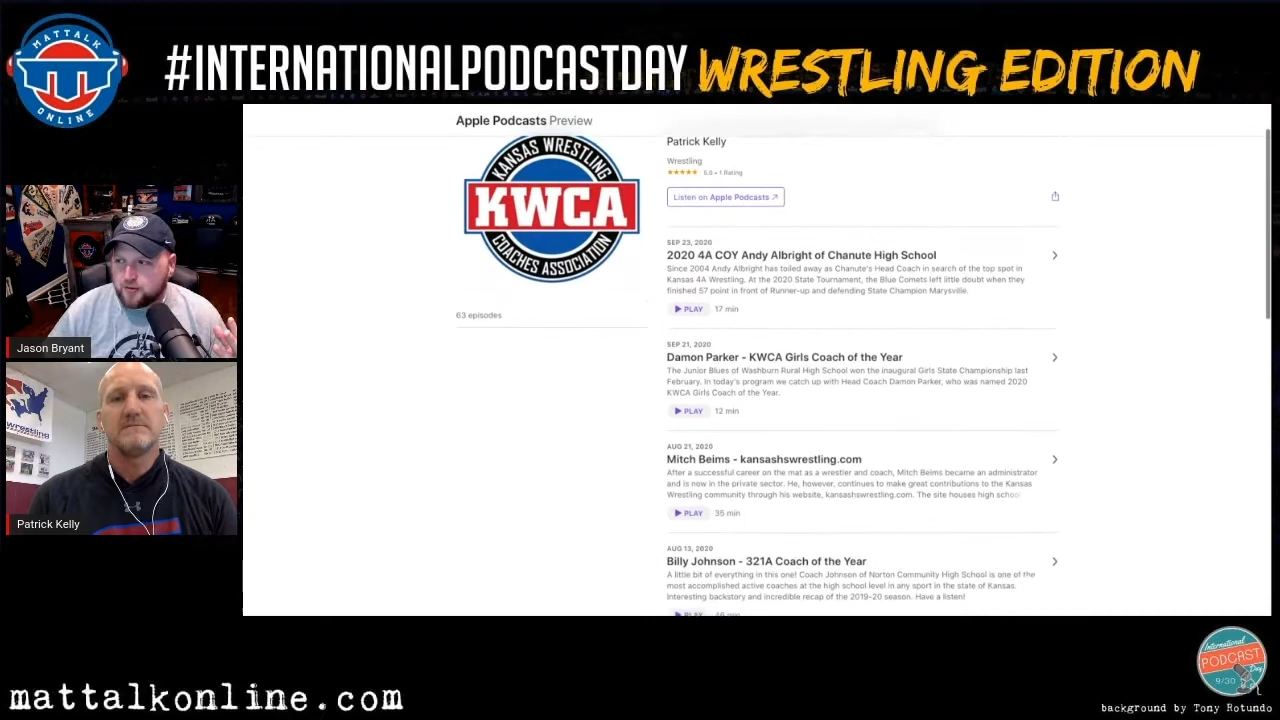 MATTALK
ONLINE
#INTERNATIONALPODCASTDAY WRESTLING EDITION
Apple Podcasts Preview
KANSAS WRESTLING
KWCA
COACHES ASSOCIATION
63 episodes
Patrick Kelly
Wrestling
★★★★★ 5.0 • 1 Rating
Listen on Apple Podcasts ↗
SEP 23, 2020
2020 4A COY Andy Albright of Chanute High School
Since 2004 Andy Albright has toiled away as Chanute's Head Coach in search of the top spot in
Kansas 4A Wrestling. At the 2020 State Tournament, the Blue Comets left little doubt when they
finished 57 point in front of Runner-up and defending State Champion Marysville.
PLAY 17 min
SEP 21, 2020
Damon Parker - KWCA Girls Coach of the Year
The Junior Blues of Washburn Rural High School won the inaugural Girls State Championship last
February. In today's program we catch up with Head Coach Damon Parker, who was named 2020
KWCA Girls Coach of the Year.
PLAY 12 min
AUG 21, 2020
Mitch Beims - kansashswrestling.com
After a successful career on the mat as a wrestler and coach, Mitch Beims became an administrator
and is now in the private sector. He, however, continues to make great contributions to the Kansas
Wrestling community through his website, kansashswrestling.com. The site houses high schoo
PLAY 35 min
AUG 13, 2020
Billy Johnson - 321A Coach of the Year
A little bit of everything in this one! Coach Johnson of Norton Community High School is one of the
most accomplished active coaches at the high school level in any sport in the state of Kansas.
Interesting backstory and incredible recap of the 2019-20 season. Have a listen!
PLAY 46 min
Jason Bryant
wrestling
Patrick Kelly
International
PODCAST
Day
9/30
mattalkonline.com
background by Tony Rotundo